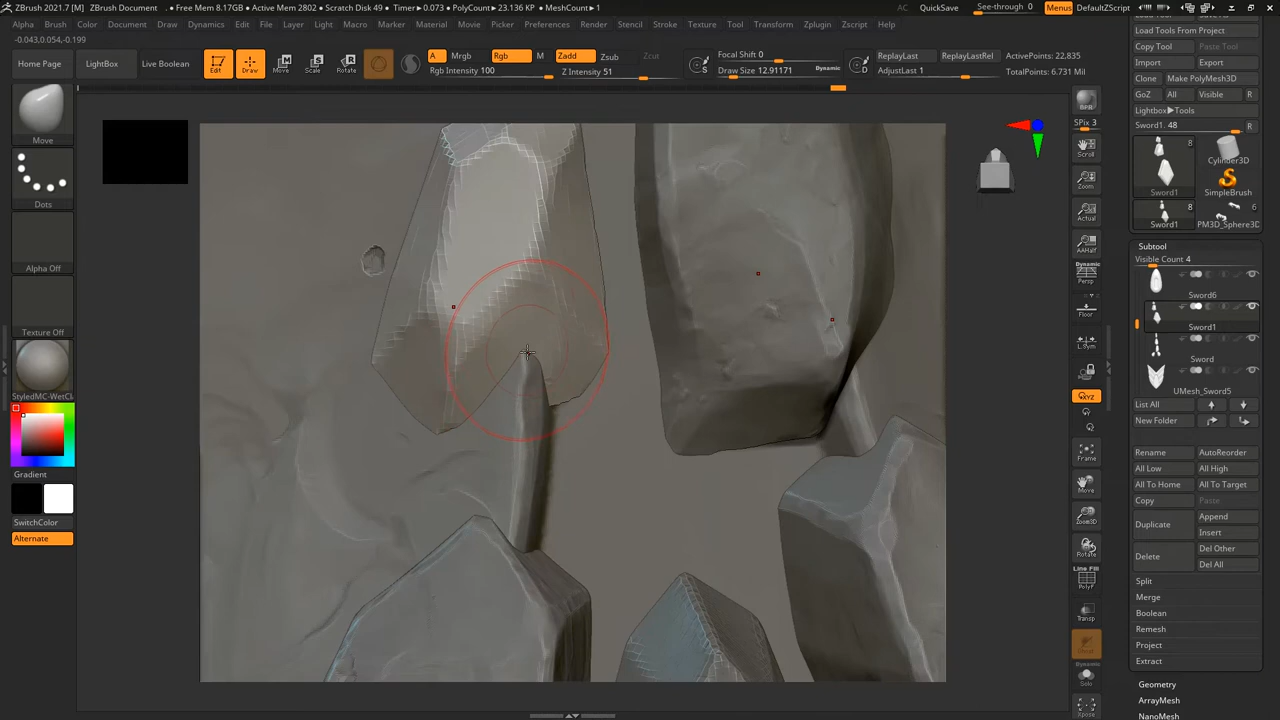 ZBrush 2021.7 [M] ZBrush Document . ● Free Mem 8.17GB ● Active Mem 2802 ● Scratch Disk 49 ● Timer▸0.073 ● PolyCount▸23.136 KP ● MeshCount▸1 AC QuickSave See-through 0 Menus DefaultZScript
Alpha Brush Color Document Draw Dynamics Edit File Layer Light Macro Marker Material Movie Picker Preferences Render Stencil Stroke Texture Tool Transform Zplugin Zscript Help
-0.043,0.054,-0.199
Home Page LightBox Live Boolean Edit Draw Move Scale Rotate
A Mrgb Rgb M Zadd Zsub Zcut
Rgb Intensity 100 Z Intensity 51
S Focal Shift 0
Draw Size 12.91171 Dynamic
D ReplayLast ReplayLastRel
AdjustLast 1
ActivePoints: 22,835
TotalPoints: 6.731 Mil
Move
Dots
Alpha Off
Texture Off
StyledMC-WetCl
Gradient
SwitchColor
Alternate
BPR
SPix 3
Scroll
Zoom
Actual
AAHalf
Dynamic
Persp
Floor
L.Sym
XYZ
Frame
Move
Zoom3D
Rotate
Line Fill
PolyF
Transp
Dynamic
Solo
Xpose
Load Tools From Project
Copy Tool Paste Tool
Import Export
Clone Make PolyMesh3D
GoZ All Visible R
Lightbox▸Tools
Sword1. 48 R
8
Sword1
Cylinder3D
SimpleBrush
8
Sword1
6
PM3D_Sphere3D
Subtool
Visible Count 4
Sword6
Sword1
Sword
UMesh_Sword5
List All
New Folder
Rename AutoReorder
All Low All High
All To Home All To Target
Copy Paste
Duplicate Append
Insert
Delete Del Other
Del All
Split
Merge
Boolean
Remesh
Project
Extract
Geometry
ArrayMesh
NanoMesh